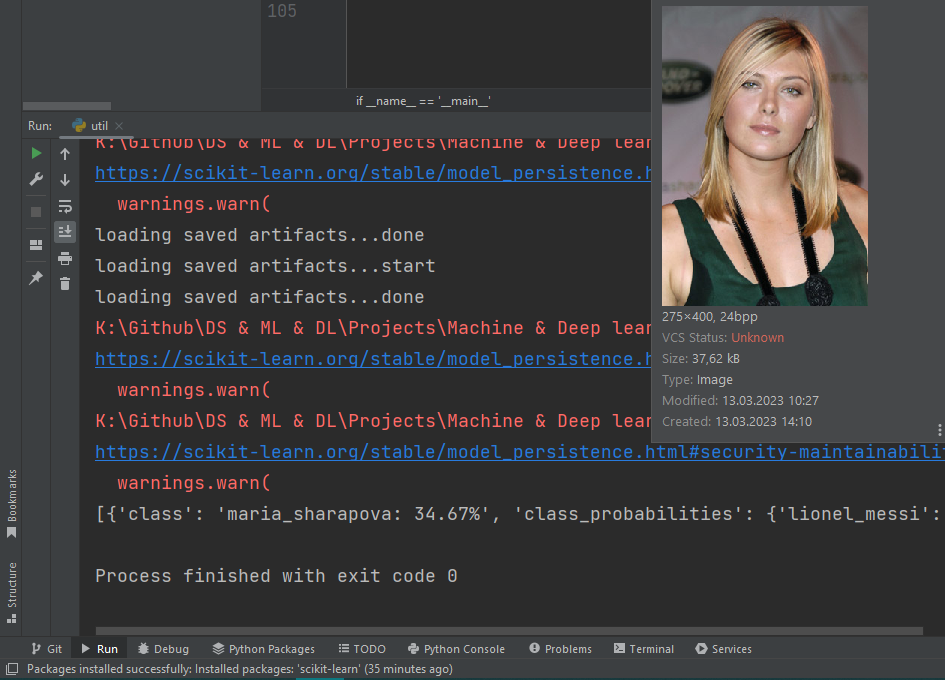 105
if __name__ == '__main__'
Run: util
K:\Github\DS & ML & DL\Projects\Machine & Deep lear
https://scikit-learn.org/stable/model_persistence.h
warnings.warn(
loading saved artifacts...done
loading saved artifacts...start
loading saved artifacts...done
K:\Github\DS & ML & DL\Projects\Machine & Deep lear
https://scikit-learn.org/stable/model_persistence.h
warnings.warn(
K:\Github\DS & ML & DL\Projects\Machine & Deep lear
https://scikit-learn.org/stable/model_persistence.html#security-maintainabili
warnings.warn(
[{'class': 'maria_sharapova: 34.67%', 'class_probabilities': {'lionel_messi':
Process finished with exit code 0
275×400, 24bpp
VCS Status: Unknown
Size: 37,62 kB
Type: Image
Modified: 13.03.2023 10:27
Created: 13.03.2023 14:10
Bookmarks
Structure
Git Run Debug Python Packages TODO Python Console Problems Terminal Services
Packages installed successfully: Installed packages: 'scikit-learn' (35 minutes ago)